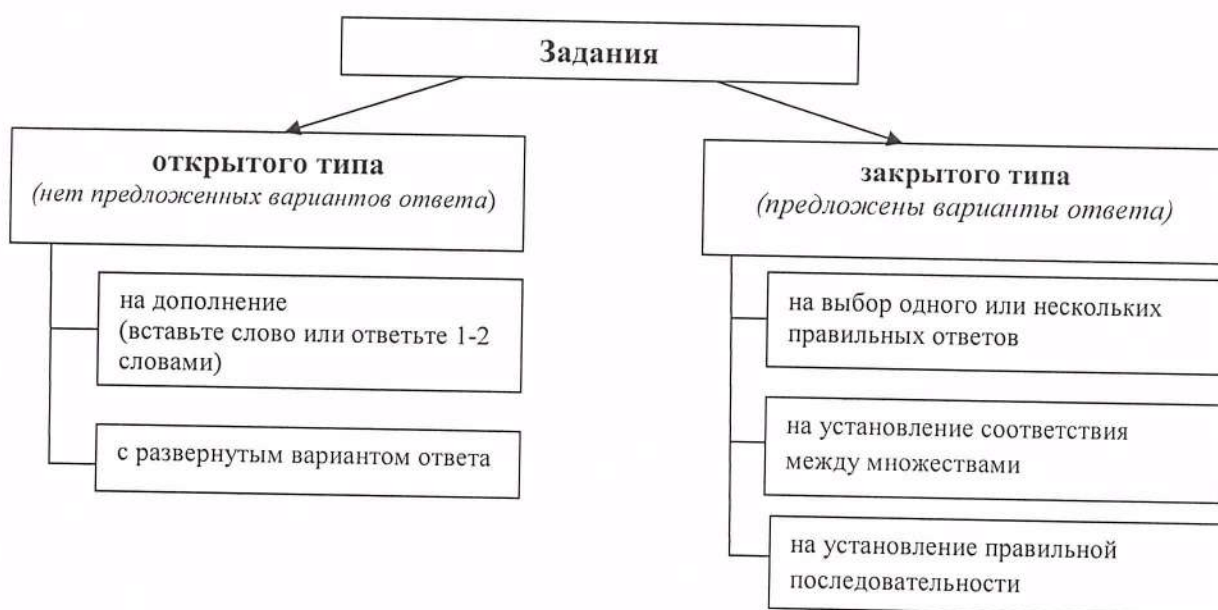 Задания
открытого типа
(нет предложенных вариантов ответа)
на дополнение
(вставьте слово или ответьте 1-2
словами)
с развернутым вариантом ответа
закрытого типа
(предложены варианты ответа)
на выбор одного или нескольких
правильных ответов
на установление соответствия
между множествами
на установление правильной
последовательности